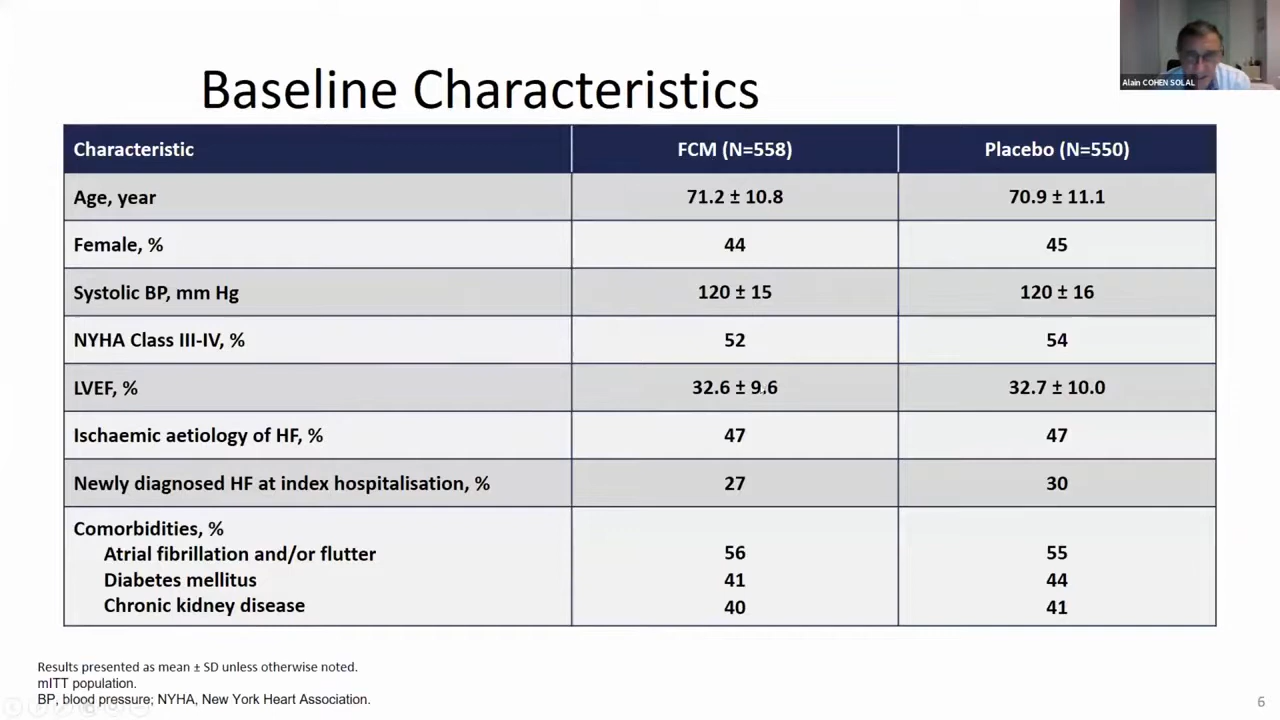 Alain COHEN SOLAL
Baseline Characteristics
Characteristic FCM (N=558) Placebo (N=550)
Age, year 71.2 ± 10.8 70.9 ± 11.1
Female, % 44 45
Systolic BP, mm Hg 120 ± 15 120 ± 16
NYHA Class III-IV, % 52 54
LVEF, % 32.6 ± 9.6 32.7 ± 10.0
Ischaemic aetiology of HF, % 47 47
Newly diagnosed HF at index hospitalisation, % 27 30
Comorbidities, %
Atrial fibrillation and/or flutter 56 55
Diabetes mellitus 41 44
Chronic kidney disease 40 41
Results presented as mean ± SD unless otherwise noted.
mITT population.
BP, blood pressure; NYHA, New York Heart Association.
6